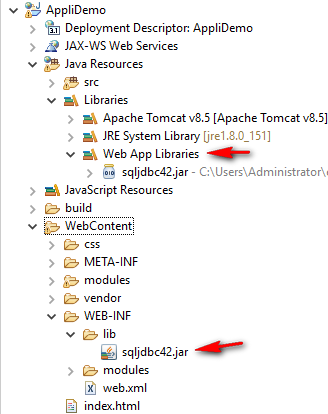 AppliDemo
Deployment Descriptor: AppliDemo
JAX-WS Web Services
Java Resources
src
Libraries
Apache Tomcat v8.5 [Apache Tomcat v8.5]
JRE System Library [jre1.8.0_151]
Web App Libraries
sqljdbc42.jar - C:\Users\Administrator\
JavaScript Resources
build
WebContent
css
META-INF
modules
vendor
WEB-INF
lib
sqljdbc42.jar
modules
web.xml
index.html